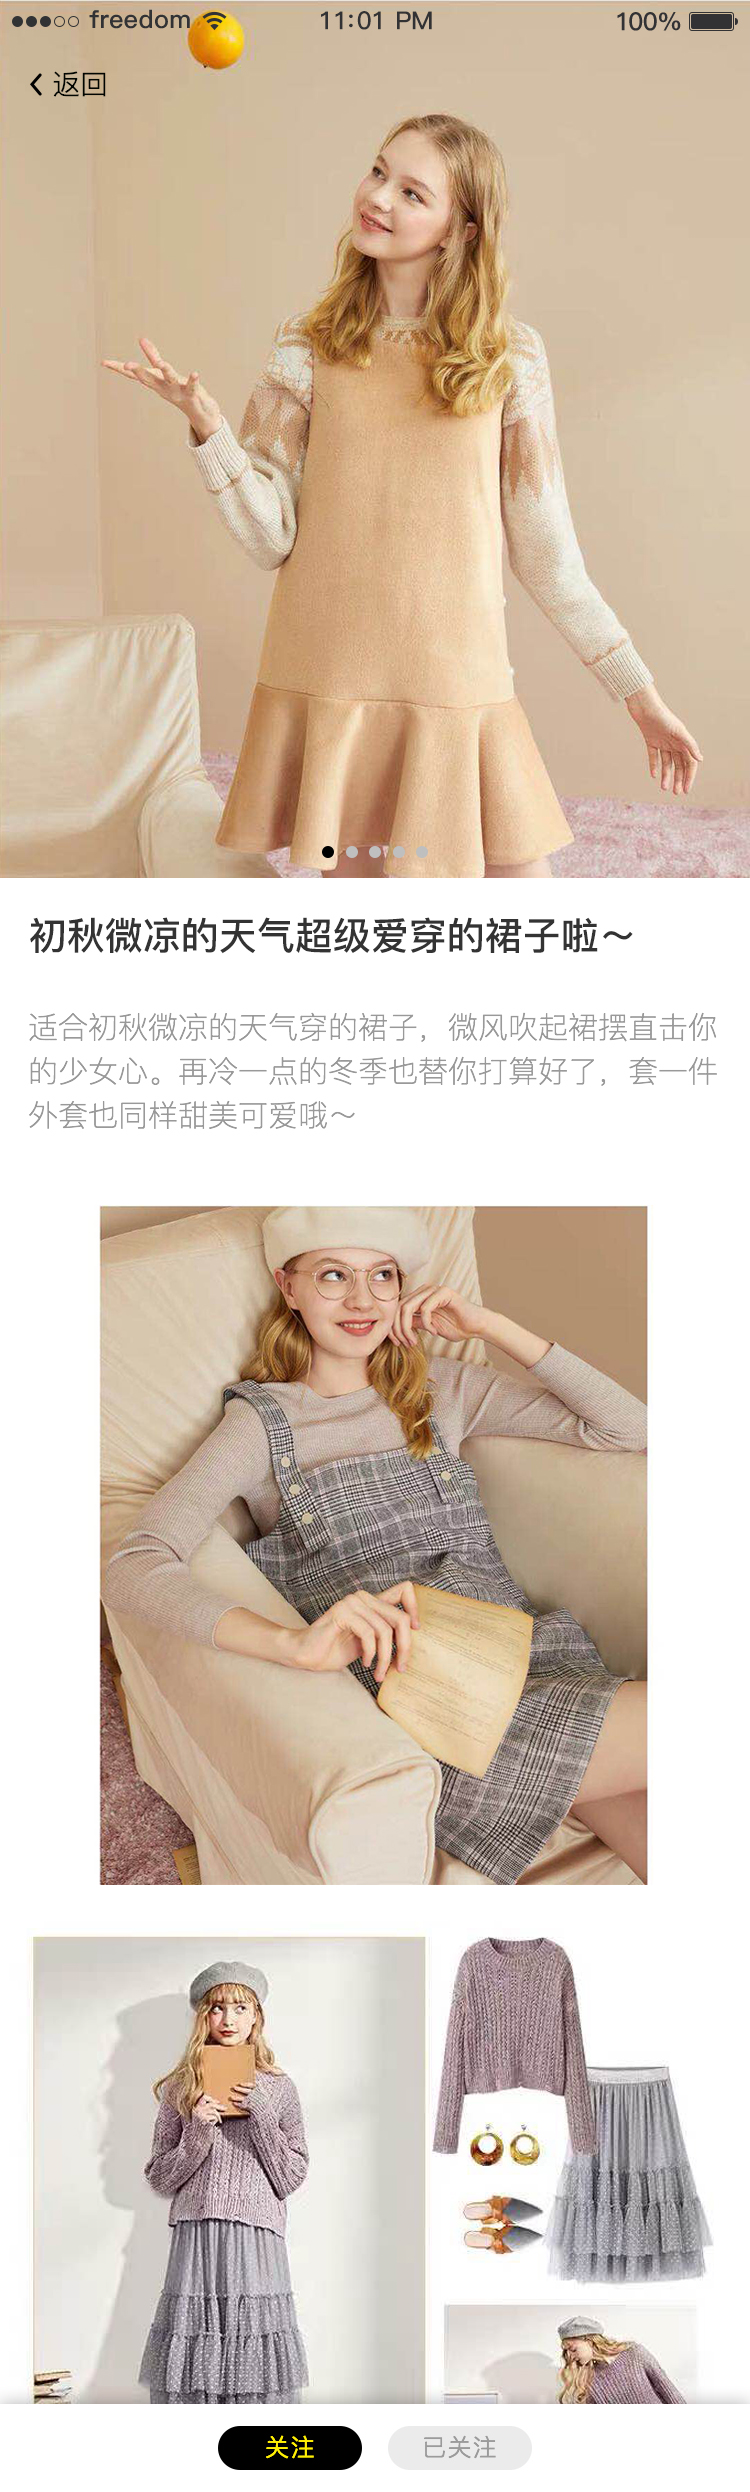 freedom 11:01 PM 100%
返回
初秋微凉的天气超级爱穿的裙子啦～
适合初秋微凉的天气穿的裙子，微风吹起裙摆直击你
的少女心。再冷一点的冬季也替你打算好了，套一件
外套也同样甜美可爱哦～
关注 已关注